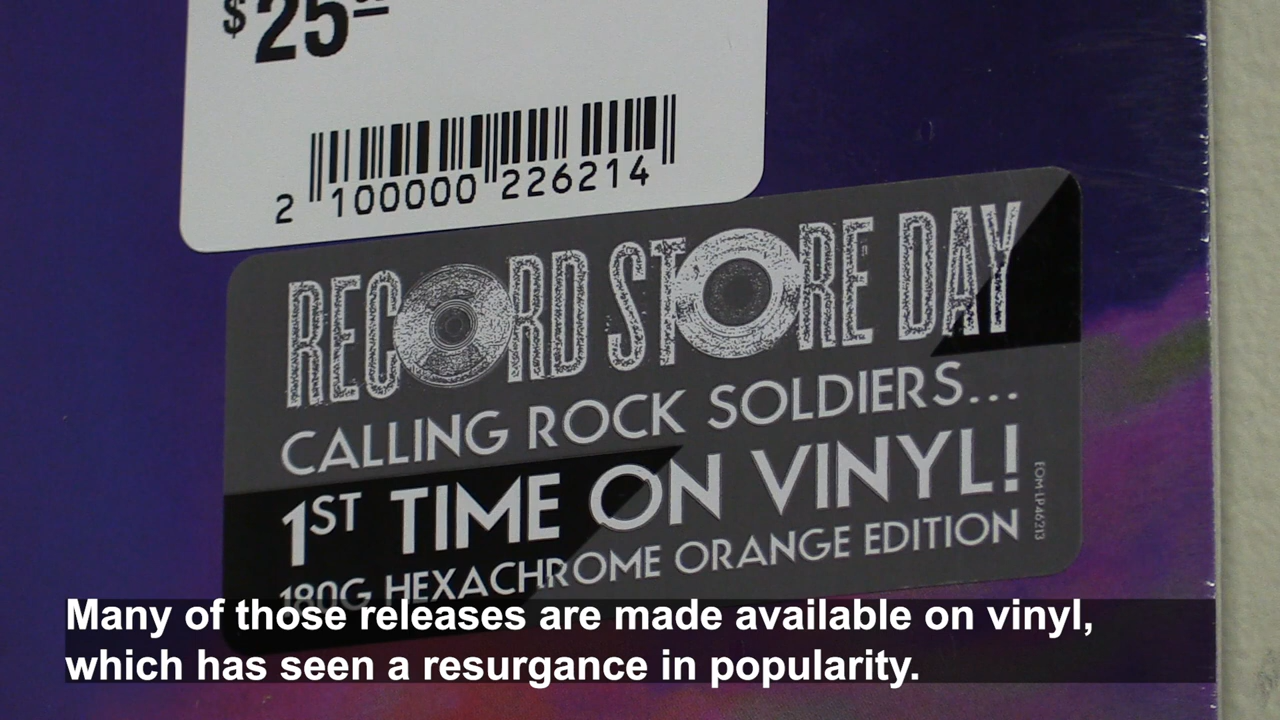 $25
2 100000 226214
RECORD STORE DAY
CALLING ROCK SOLDIERS...
1ST TIME ON VINYL!
180G HEXACHROME ORANGE EDITION
EOM-LP46213
Many of those releases are made available on vinyl,
which has seen a resurgance in popularity.